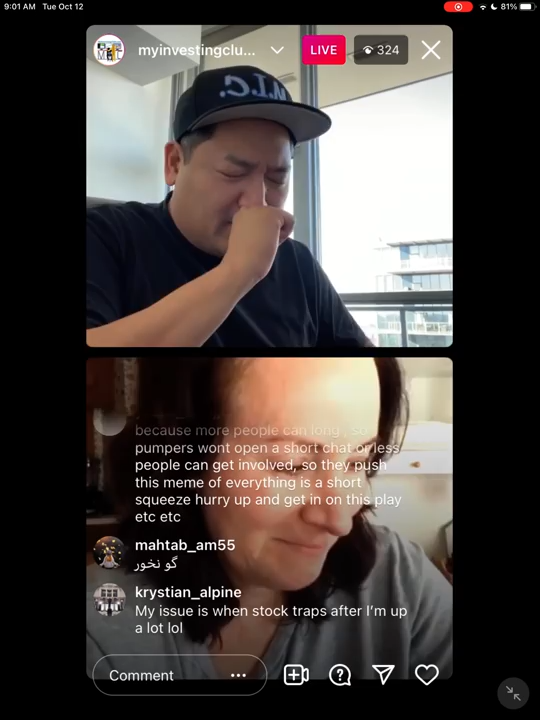 9:01 AM Tue Oct 12
81%
myinvestingclu...
LIVE
324
M.I.C.
because more people can long , so
pumpers wont open a short chat or less
people can get involved, so they push
this meme of everything is a short
squeeze hurry up and get in on this play
etc etc
mahtab_am55
گو نخور
krystian_alpine
My issue is when stock traps after I'm up
a lot lol
Comment